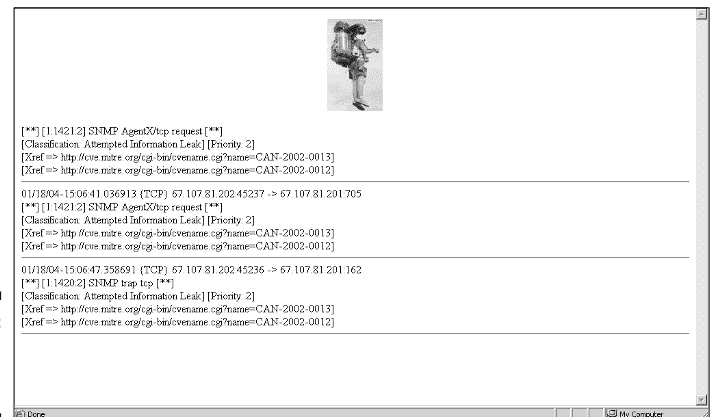 [**] [1:1421:2] SNMP AgentX/tcp request [**]
[Classification: Attempted Information Leak] [Priority: 2]
[Xref => http://cve.mitre.org/cgi-bin/cvename.cgi?name=CAN-2002-0013]
[Xref => http://cve.mitre.org/cgi-bin/cvename.cgi?name=CAN-2002-0012]
01/18/04-15:06:41.036913 {TCP} 67.107.81.202:45237 -> 67.107.81.201:705
[**] [1:1421:2] SNMP AgentX/tcp request [**]
[Classification: Attempted Information Leak] [Priority: 2]
[Xref => http://cve.mitre.org/cgi-bin/cvename.cgi?name=CAN-2002-0013]
[Xref => http://cve.mitre.org/cgi-bin/cvename.cgi?name=CAN-2002-0012]
01/18/04-15:06:47.358691 {TCP} 67.107.81.202:45236 -> 67.107.81.201:162
[**] [1:1420:2] SNMP trap tcp [**]
[Classification: Attempted Information Leak] [Priority: 2]
[Xref => http://cve.mitre.org/cgi-bin/cvename.cgi?name=CAN-2002-0013]
[Xref => http://cve.mitre.org/cgi-bin/cvename.cgi?name=CAN-2002-0012]
Done
My Computer